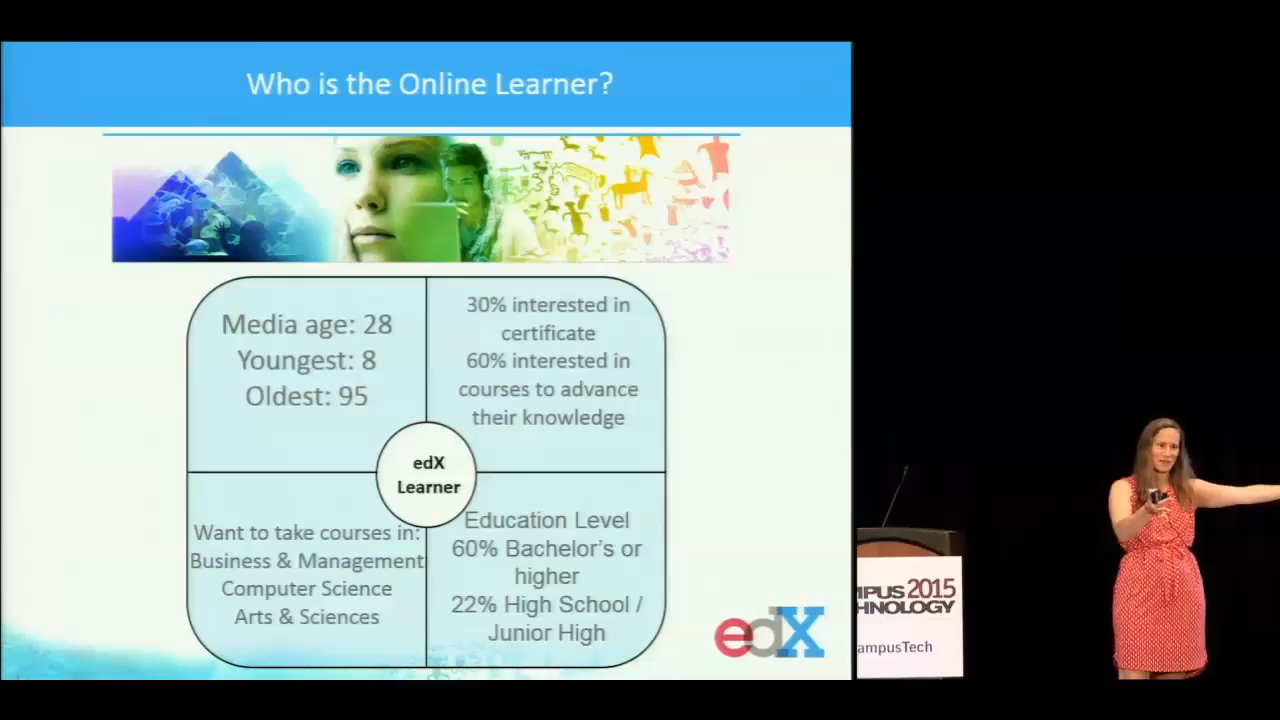 Who is the Online Learner?
Media age: 28
Youngest: 8
Oldest: 95
30% interested in
certificate
60% interested in
courses to advance
their knowledge
edX
Learner
Want to take courses in:
Business & Management
Computer Science
Arts & Sciences
Education Level
60% Bachelor's or
higher
22% High School /
Junior High
edX
MPUS 2015
HNOLOGY
ampusTech